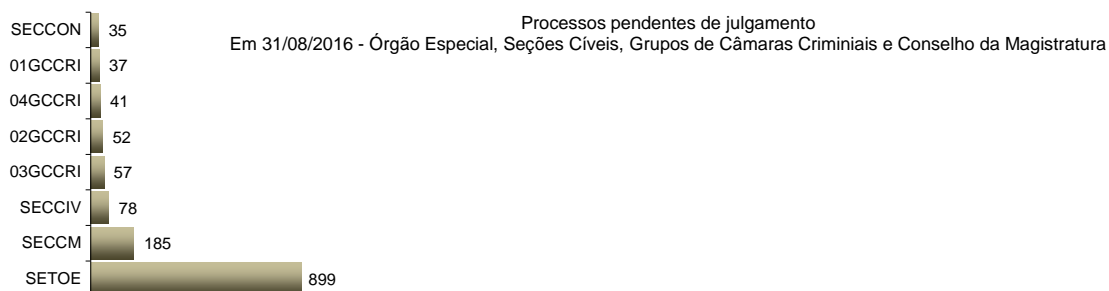 Processos pendentes de julgamento
Em 31/08/2016 - Órgão Especial, Seções Cíveis, Grupos de Câmaras Criminiais e Conselho da Magistratura
SECCON 35
01GCCRI 37
04GCCRI 41
02GCCRI 52
03GCCRI 57
SECCIV 78
SECCM 185
SETOE 899